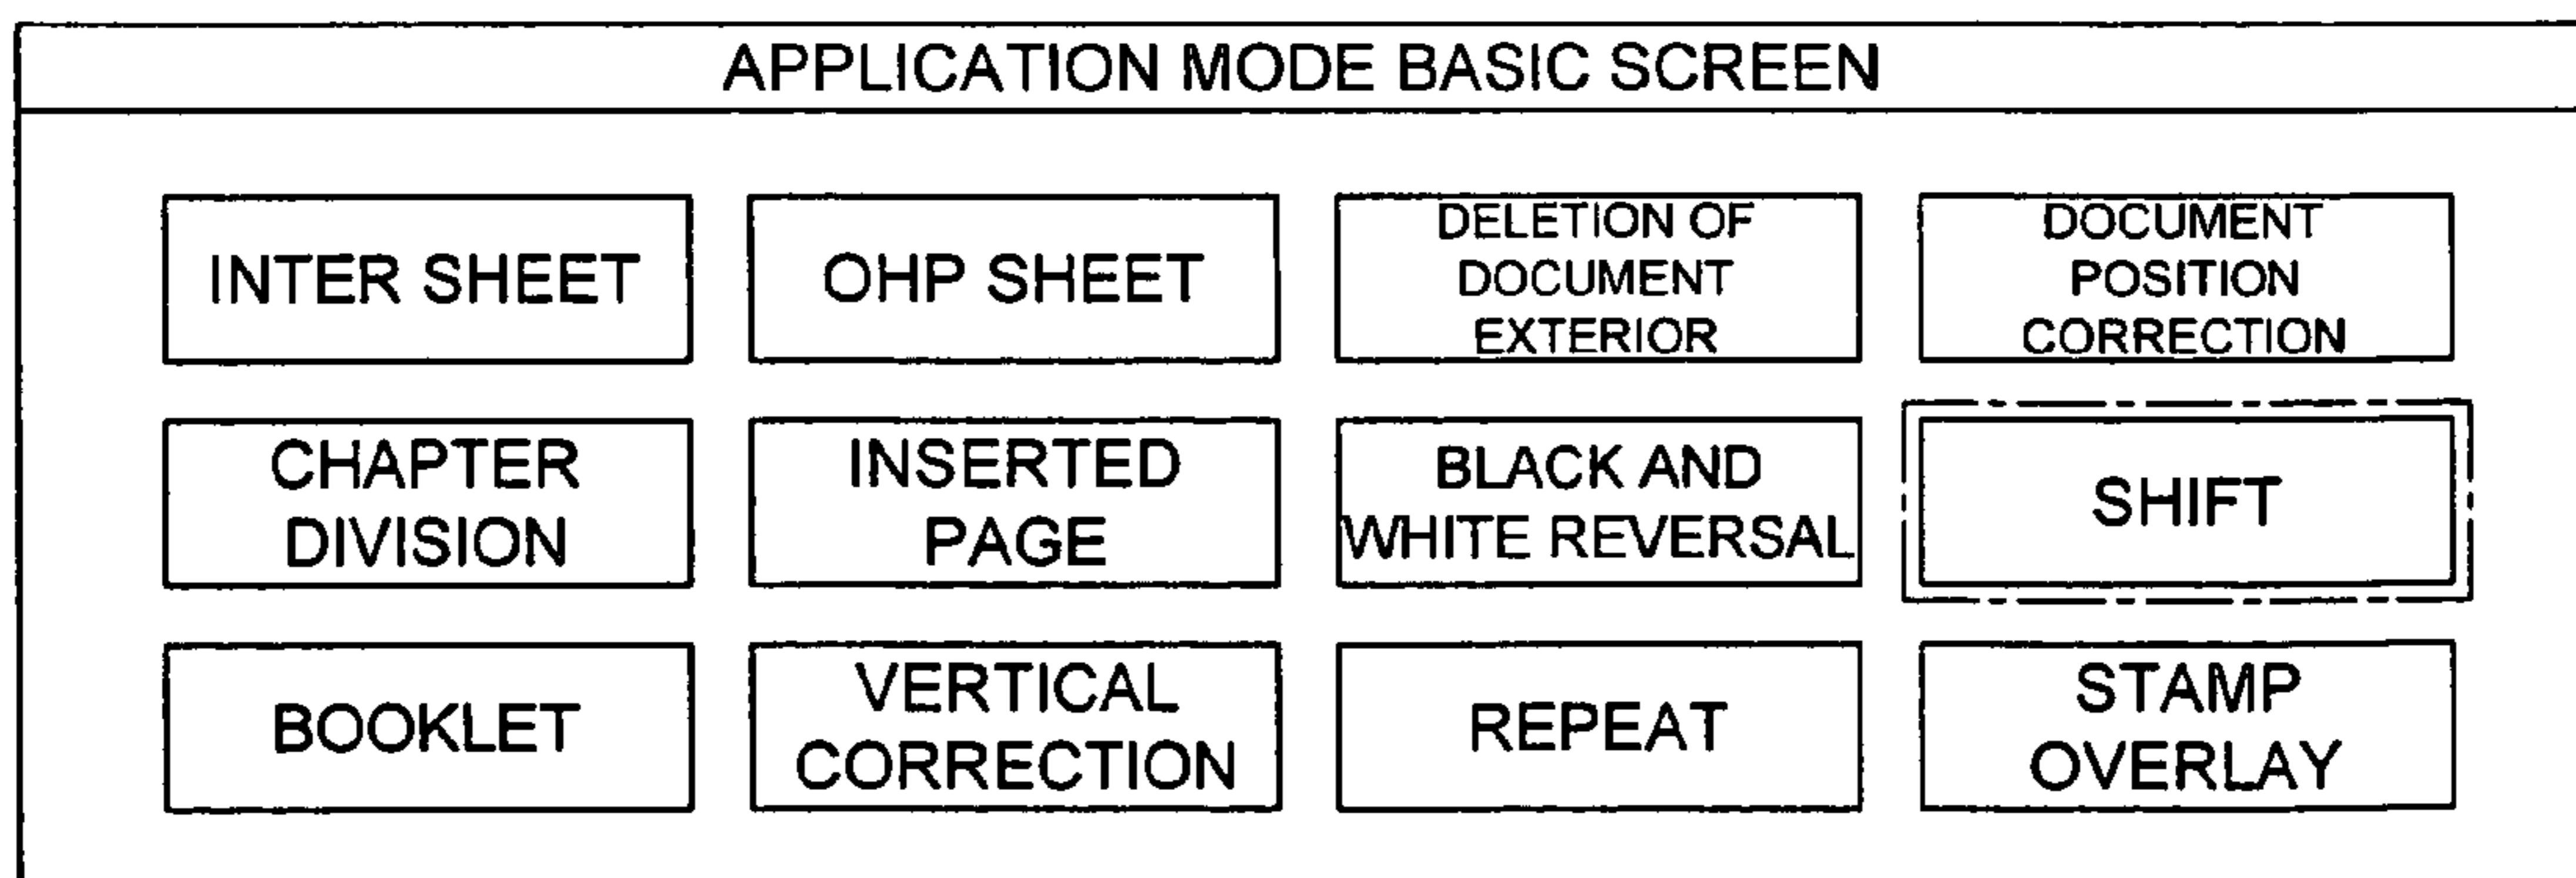 APPLICATION MODE BASIC SCREEN
INTER SHEET
OHP SHEET
DELETION OF
DOCUMENT
EXTERIOR
DOCUMENT
POSITION
CORRECTION
CHAPTER
DIVISION
INSERTED
PAGE
BLACK AND
WHITE REVERSAL
SHIFT
BOOKLET
VERTICAL
CORRECTION
REPEAT
STAMP
OVERLAY